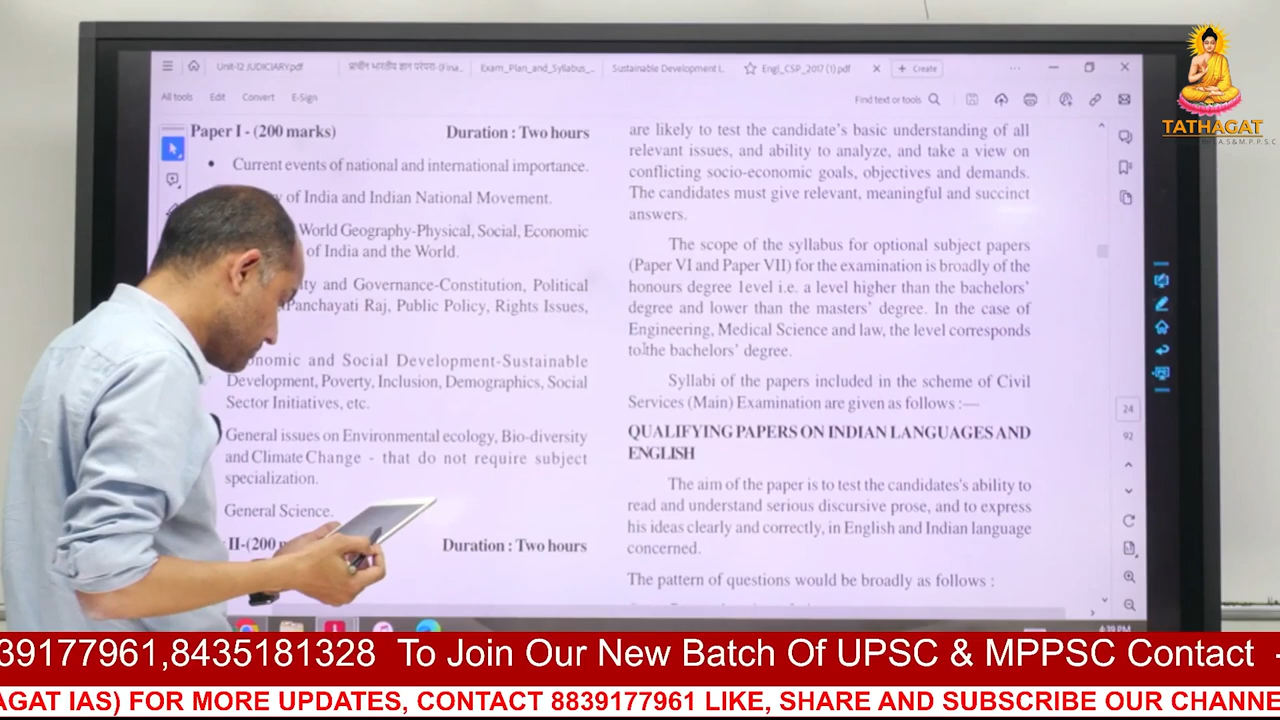 Unit-12 JUDICIARY.pdf
प्राचीन भारतीय ज्ञान परंपरा-(Fina...
Exam_Plan_and_Syllabus_...
Sustainable Development I..
Engl_CSP_2017 (1).pdf
+ Create
All tools Edit Convert E-Sign
Find text or tools
TATHAGAT
Paper I - (200 marks) Duration : Two hours
• Current events of national and international importance.
of India and Indian National Movement.
World Geography-Physical, Social, Economic
of India and the World.
and Governance-Constitution, Political
Panchayati Raj, Public Policy, Rights Issues,
and Social Development-Sustainable
Development, Poverty, Inclusion, Demographics, Social
Sector Initiatives, etc.
General issues on Environmental ecology, Bio-diversity
and Climate Change - that do not require subject
specialization.
General Science.
II-(200 Duration : Two hours
are likely to test the candidate's basic understanding of all
relevant issues, and ability to analyze, and take a view on
conflicting socio-economic goals, objectives and demands.
The candidates must give relevant, meaningful and succinct
answers.
The scope of the syllabus for optional subject papers
(Paper VI and Paper VII) for the examination is broadly of the
honours degree level i.e. a level higher than the bachelors'
degree and lower than the masters' degree. In the case of
Engineering, Medical Science and law, the level corresponds
to the bachelors' degree.
Syllabi of the papers included in the scheme of Civil
Services (Main) Examination are given as follows :—
QUALIFYING PAPERS ON INDIAN LANGUAGES AND
ENGLISH
The aim of the paper is to test the candidates's ability to
read and understand serious discursive prose, and to express
his ideas clearly and correctly, in English and Indian language
concerned.
The pattern of questions would be broadly as follows :
24
92
4:39 PM
39177961,8435181328 To Join Our New Batch Of UPSC & MPPSC Contact -
AGAT IAS) FOR MORE UPDATES, CONTACT 8839177961 LIKE, SHARE AND SUBSCRIBE OUR CHANNE